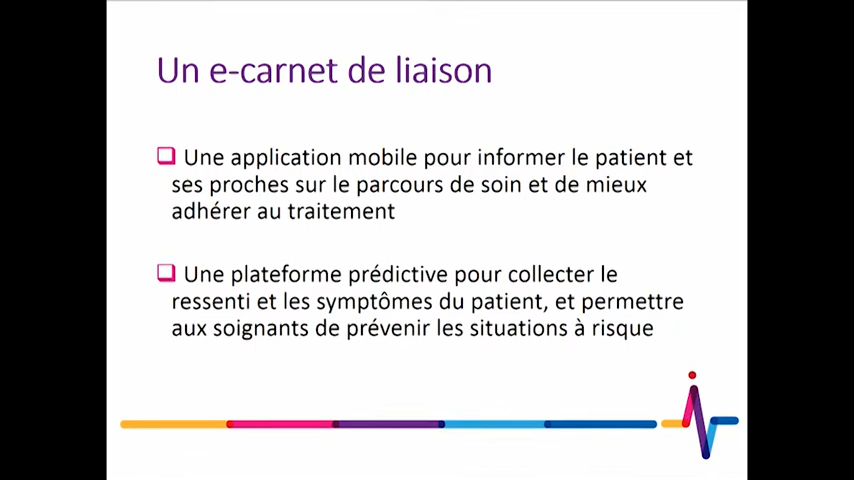 Un e-carnet de liaison
Une application mobile pour informer le patient et
ses proches sur le parcours de soin et de mieux
adhérer au traitement
Une plateforme prédictive pour collecter le
ressenti et les symptômes du patient, et permettre
aux soignants de prévenir les situations à risque